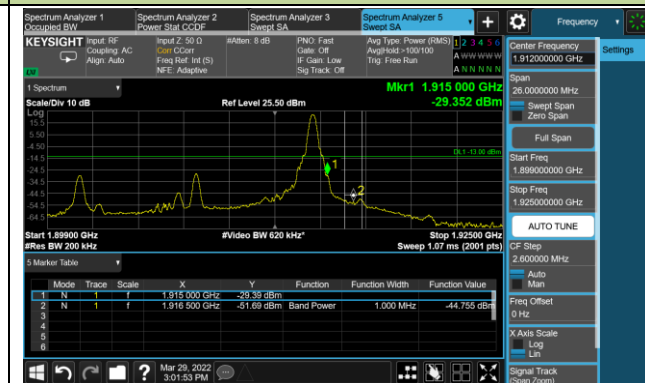 Spectrum Analyzer 1
Occupied BW
Spectrum Analyzer 2
Power Stat CCDF
Spectrum Analyzer 3
Swept SA
Spectrum Analyzer 5
Swept SA
+
Frequency
KEYSIGHT
Input: RF
Coupling: AC
Align: Auto
Input Z: 50 Ω
Corr CCorr
Freq Ref: Int (S)
NFE: Adaptive
#Atten: 8 dB
PNO: Fast
Gate: Off
IF Gain: Low
Sig Track: Off
Avg Type: Power (RMS)
Avg|Hold:>100/100
Trig: Free Run
1 2 3 4 5 6
A W W W W W
A N N N N N
1 Spectrum
Scale/Div 10 dB
Ref Level 25.50 dBm
Mkr1 1.915 000 GHz
-29.352 dBm
Log
15.5
5.50
-4.50
-14.5
-24.5
-34.5
-44.5
-54.5
-64.5
DL1 -13.00 dBm
1
2
Start 1.89900 GHz
#Res BW 200 kHz
#Video BW 620 kHz*
Stop 1.92500 GHz
Sweep 1.07 ms (2001 pts)
5 Marker Table
Mode Trace Scale X Y Function Function Width Function Value
1 N 1 f 1.915 000 GHz -29.39 dBm
2 N 1 f 1.916 500 GHz -51.69 dBm Band Power 1.000 MHz -44.755 dBm
3
4
5
6
Mar 29, 2022
3:01:53 PM
Center Frequency
1.912000000 GHz
Settings
Span
26.0000000 MHz
Swept Span
Zero Span
Full Span
Start Freq
1.899000000 GHz
Stop Freq
1.925000000 GHz
AUTO TUNE
CF Step
2.600000 MHz
Auto
Man
Freq Offset
0 Hz
X Axis Scale
Log
Lin
Signal Track
(Span Zoom)